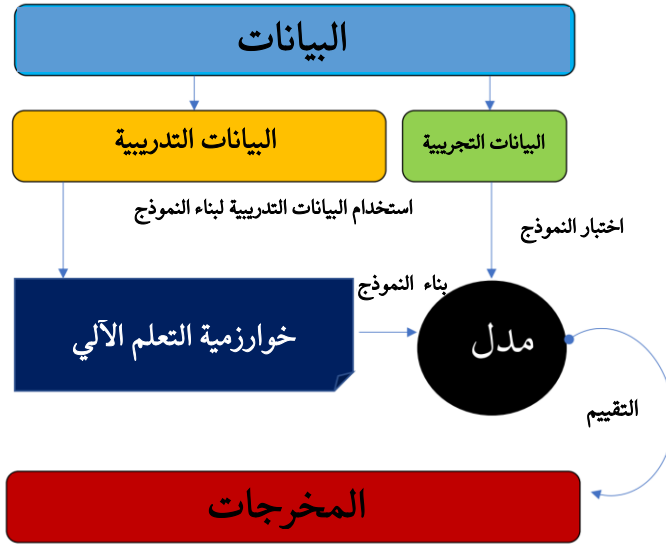 البيانات
البيانات التدريبية
البيانات التجريبية
استخدام البيانات التدريبية لبناء النموذج
اختبار النموذج
بناء النموذج
خوارزمية التعلم الآلي
مدل
التقييم
المخرجات